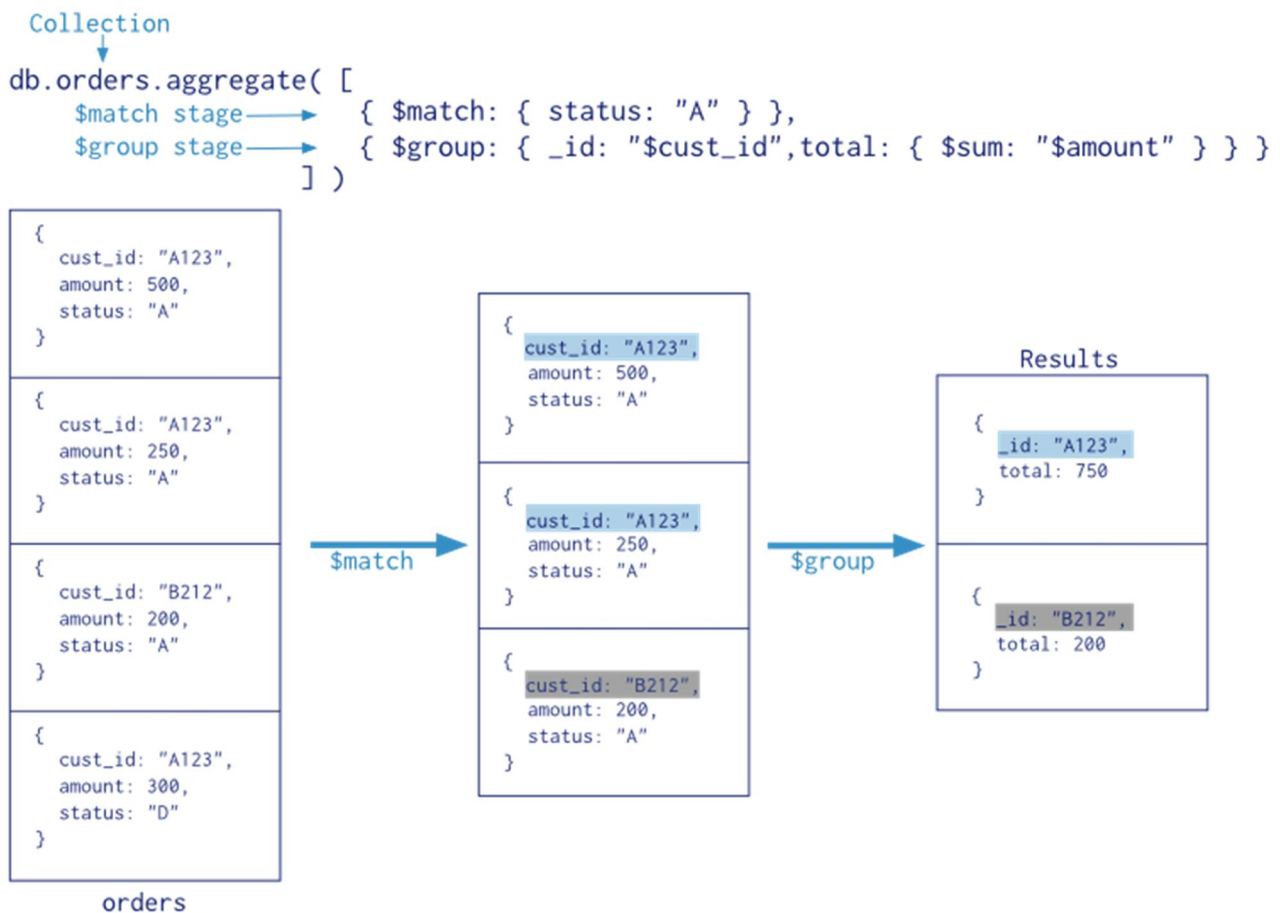 Collection
db.orders.aggregate( [
$match stage
{ $match: { status: "A" } },
$group stage
{ $group: { _id: "$cust_id",total: { $sum: "$amount" } } }
] )
{
cust_id: "A123",
amount: 500,
status: "A"
}
{
cust_id: "A123",
amount: 250,
status: "A"
}
{
cust_id: "B212",
amount: 200,
status: "A"
}
{
cust_id: "A123",
amount: 300,
status: "D"
}
orders
$match
{
cust_id: "A123",
amount: 500,
status: "A"
}
{
cust_id: "A123",
amount: 250,
status: "A"
}
{
cust_id: "B212",
amount: 200,
status: "A"
}
$group
Results
{
_id: "A123",
total: 750
}
{
_id: "B212",
total: 200
}